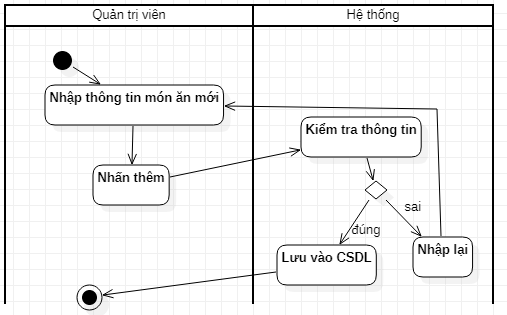 Quản trị viên
Hệ thống
Nhập thông tin món ăn mới
Kiểm tra thông tin
Nhấn thêm
sai
đúng
Lưu vào CSDL
Nhập lại